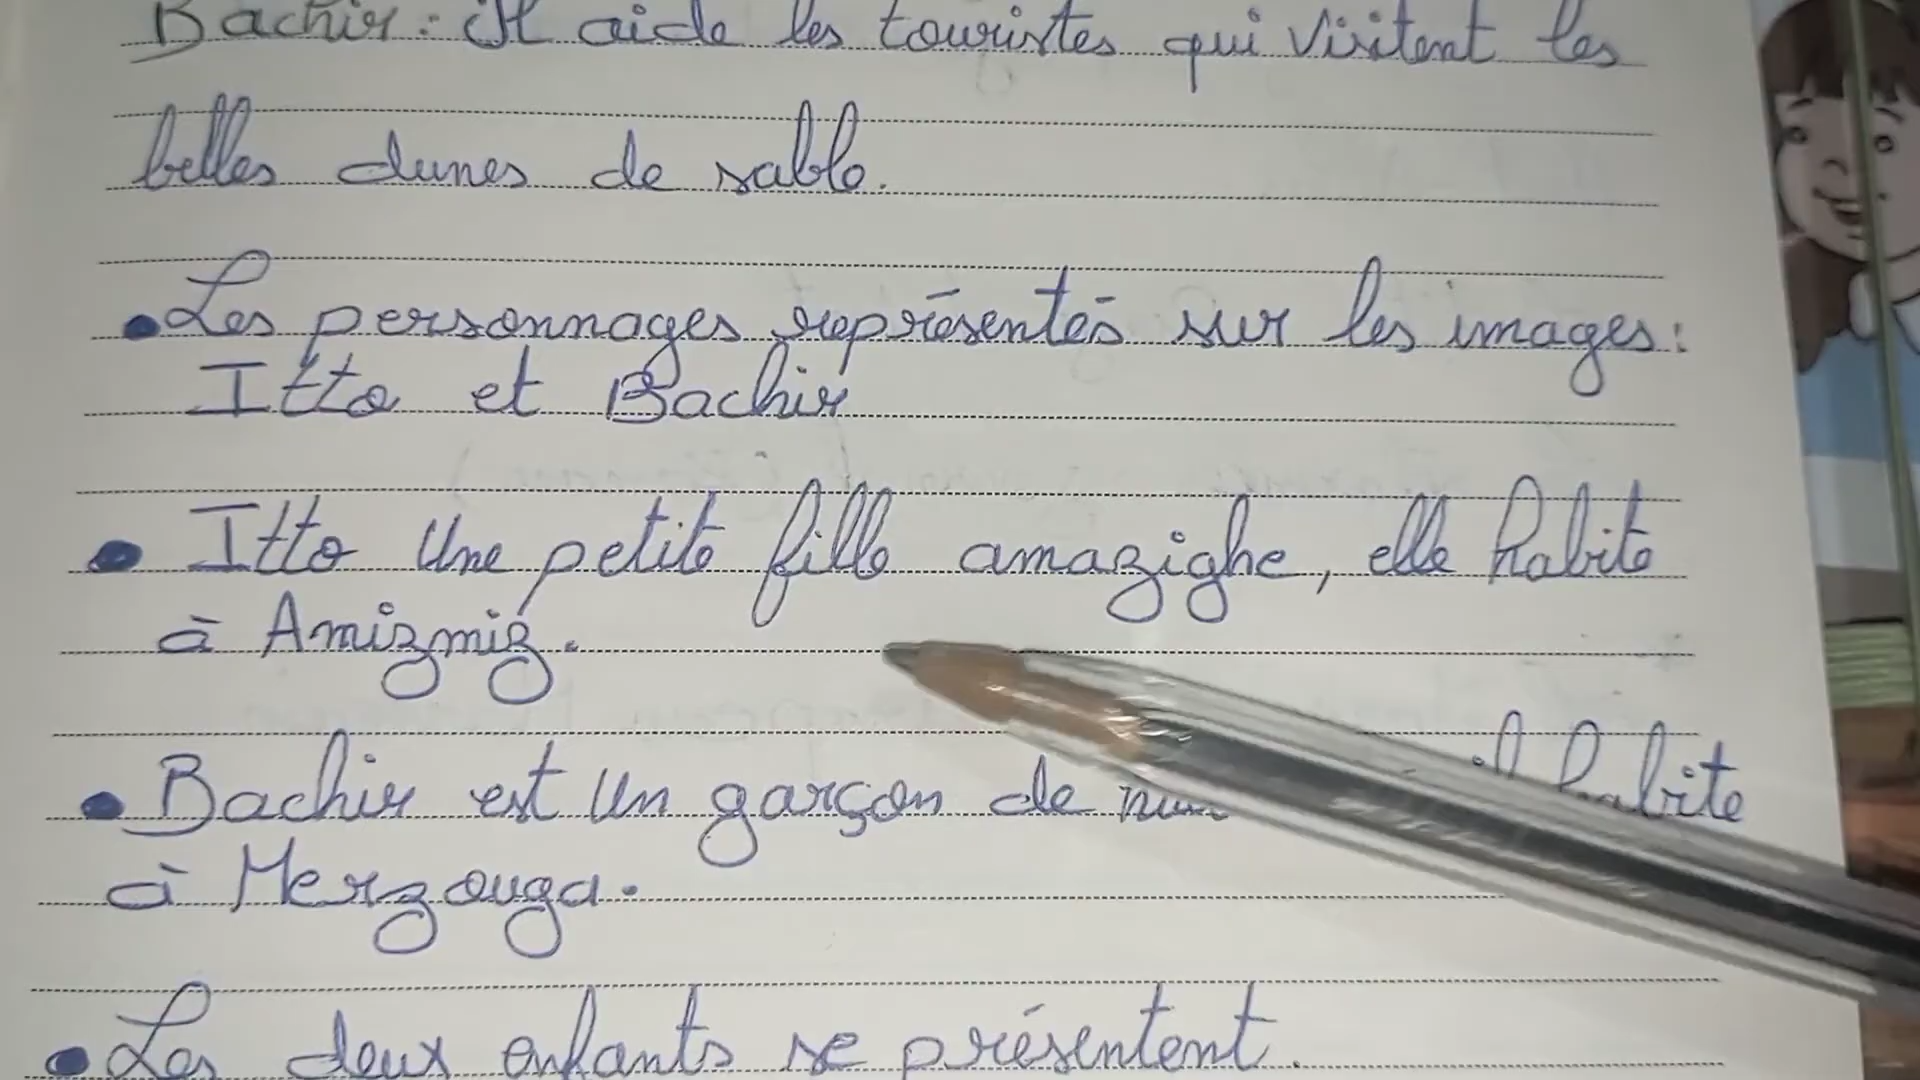 Bachir : il aide les touristes qui visitent les
belles dunes de sable.
• Les personnages représentés sur les images :
Itto et Bachir
• Itto Une petite fille amazighe, elle habite
à Amizmiz.
• Bachir est Un garçon de il habite
à Merzouga.
• Les deux enfants se présentent.